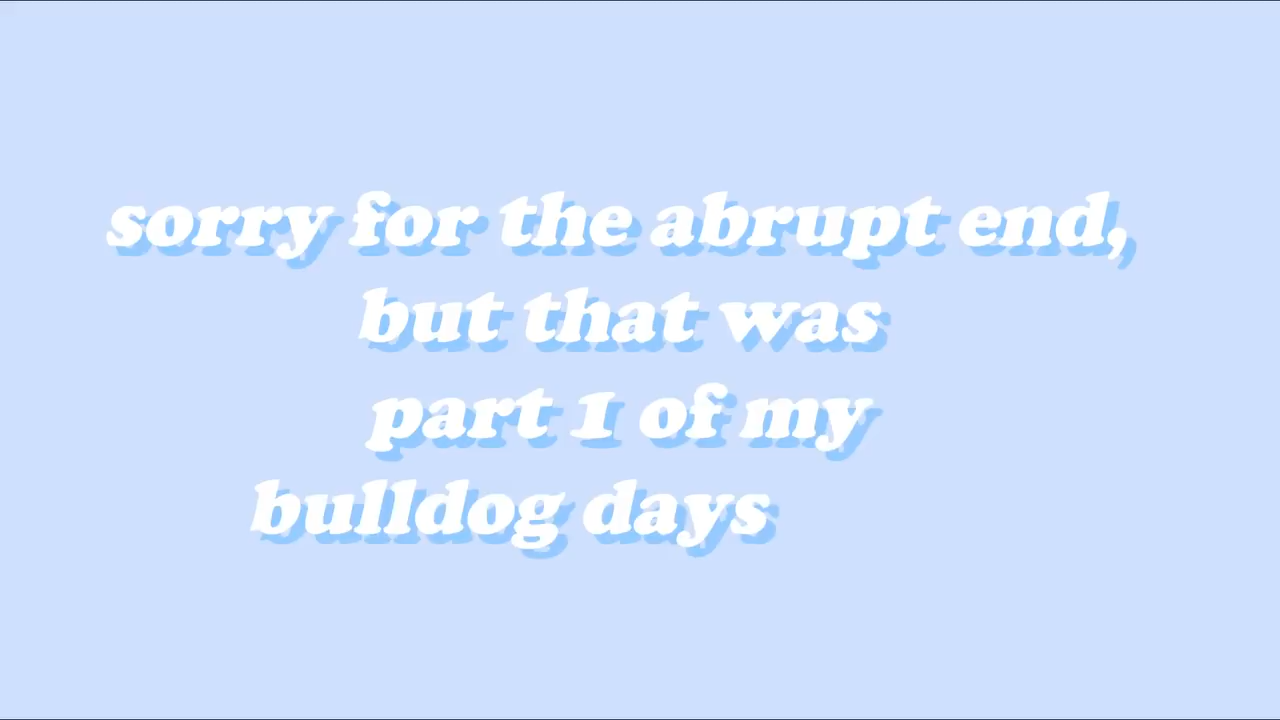 sorry for the abrupt end,
but that was
part 1 of my
bulldog days